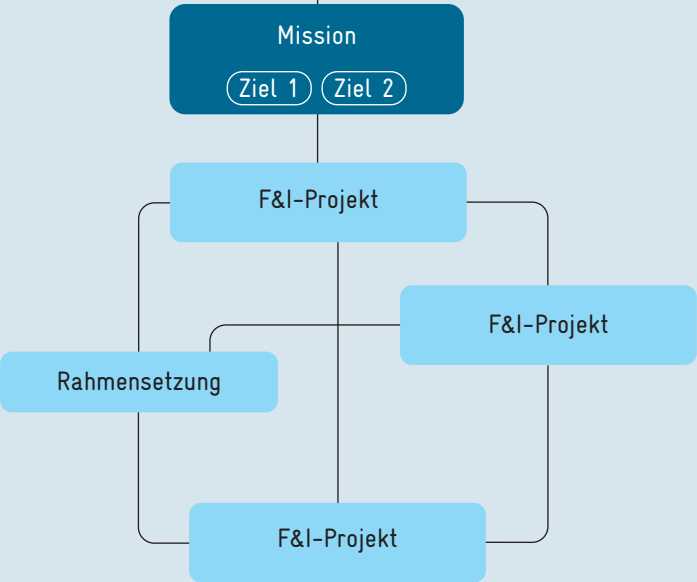 Mission
Ziel 1 Ziel 2
F&I-Projekt
F&I-Projekt
Rahmensetzung
F&I-Projekt